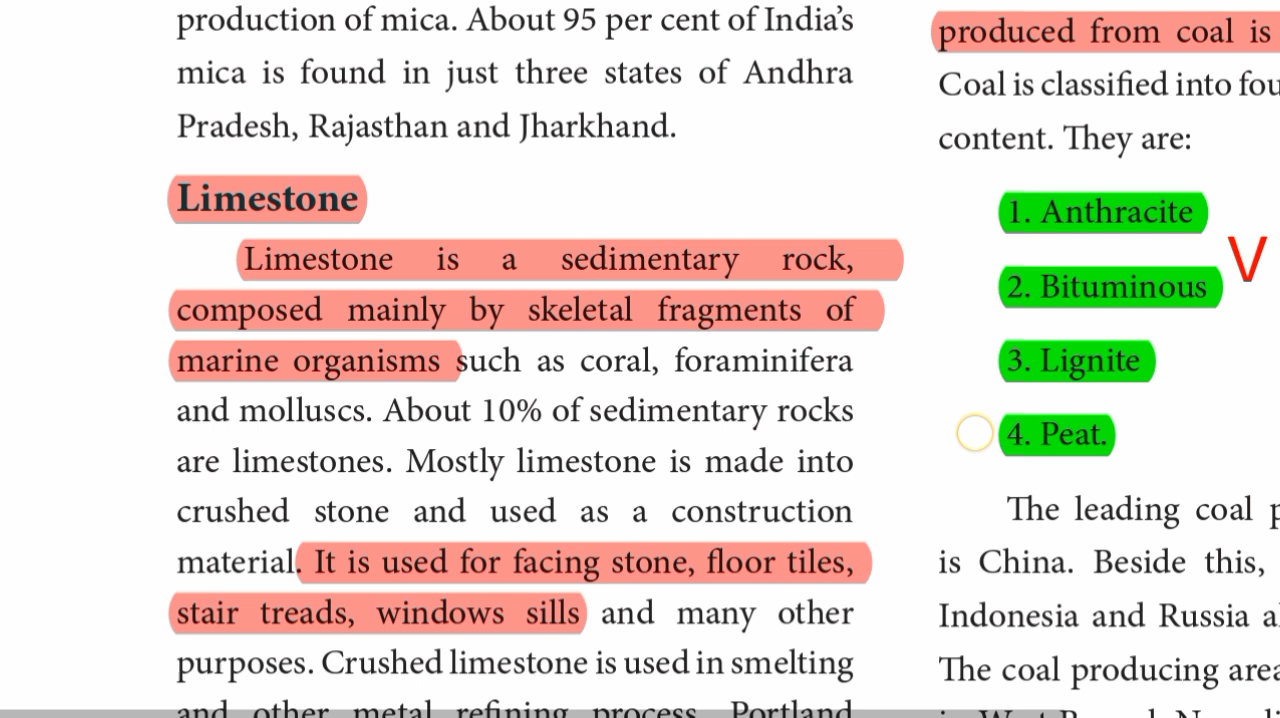 production of mica. About 95 per cent of India's
mica is found in just three states of Andhra
Pradesh, Rajasthan and Jharkhand.
Limestone
Limestone is a sedimentary rock,
composed mainly by skeletal fragments of
marine organisms such as coral, foraminifera
and molluscs. About 10% of sedimentary rocks
are limestones. Mostly limestone is made into
crushed stone and used as a construction
material. It is used for facing stone, floor tiles,
stair treads, windows sills and many other
purposes. Crushed limestone is used in smelting
and other metal refining process. Portland
produced from coal is
Coal is classified into
content. They are:
1. Anthracite
V
2. Bituminous
3. Lignite
4. Peat.
The leading coal
is China. Beside this,
Indonesia and Russia
The coal producing